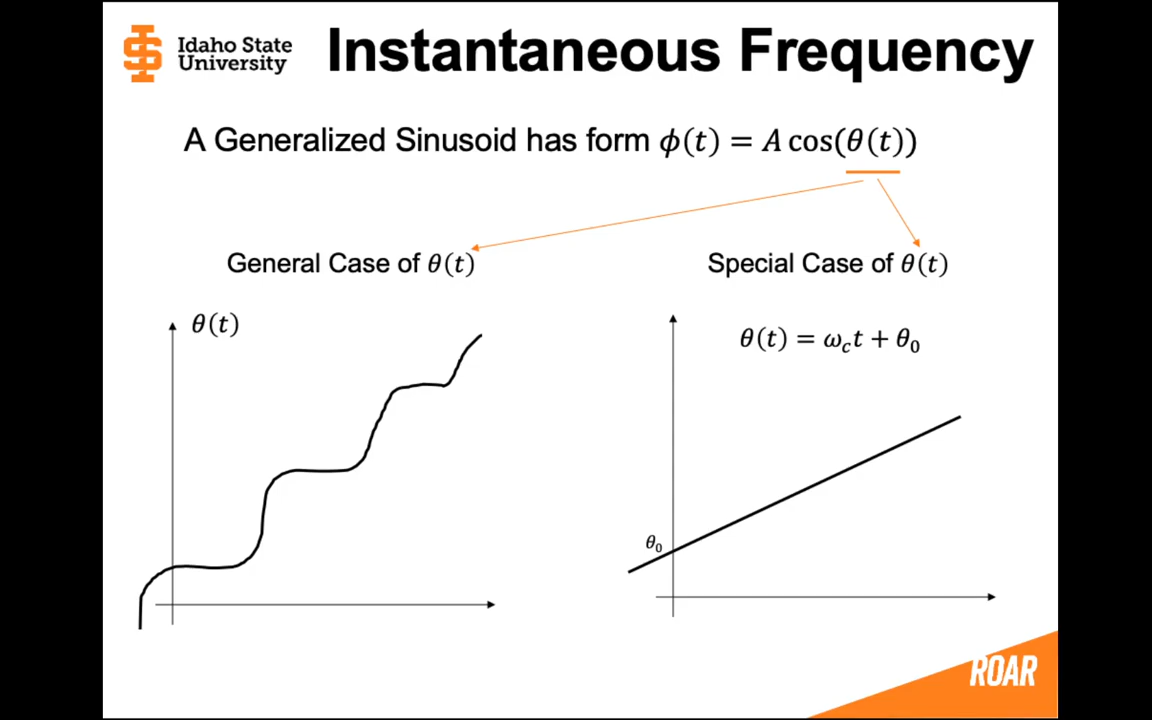 Idaho State
University
Instantaneous Frequency
A Generalized Sinusoid has form ϕ(t) = A cos(θ(t))
General Case of θ(t)
Special Case of θ(t)
θ(t)
θ(t) = ω_c t + θ_0
θ_0
ROAR